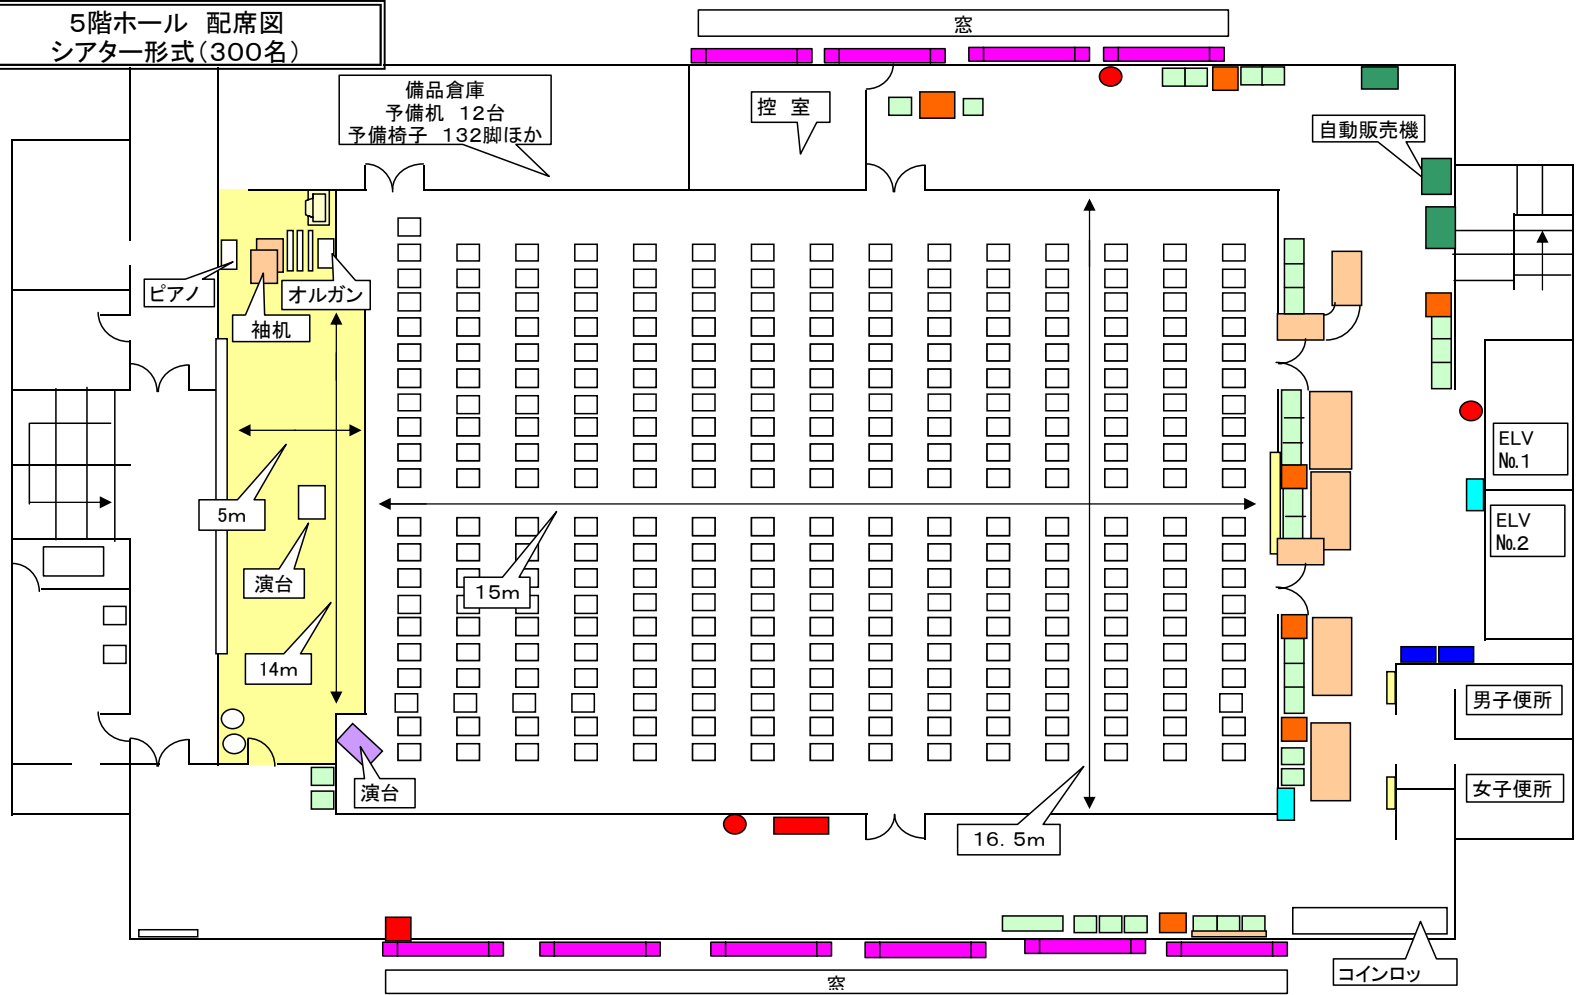 5階ホール 配席図
シアター形式(300名)
窓
備品倉庫
予備机 12台
予備椅子 132脚ほか
控 室
自動販売機
ピアノ
オルガン
袖机
5m
演台
15m
14m
演台
16. 5m
ELV
№.1
ELV
№.2
男子便所
女子便所
コインロッ
窓